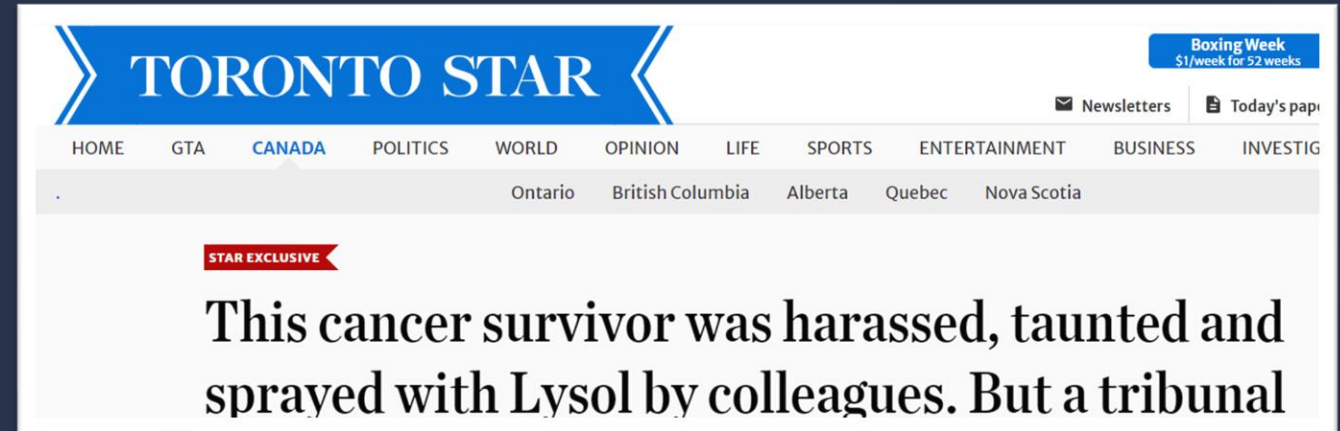 TORONTO STAR
Boxing Week
$1/week for 52 weeks
Newsletters Today's
HOME GTA CANADA POLITICS WORLD OPINION LIFE SPORTS ENTERTAINMENT BUSINESS
. Ontario British Columbia Alberta Quebec Nova Scotia
STAR EXCLUSIVE
This cancer survivor was harassed, taunted and
sprayed with Lysol by colleagues. But a tribunal